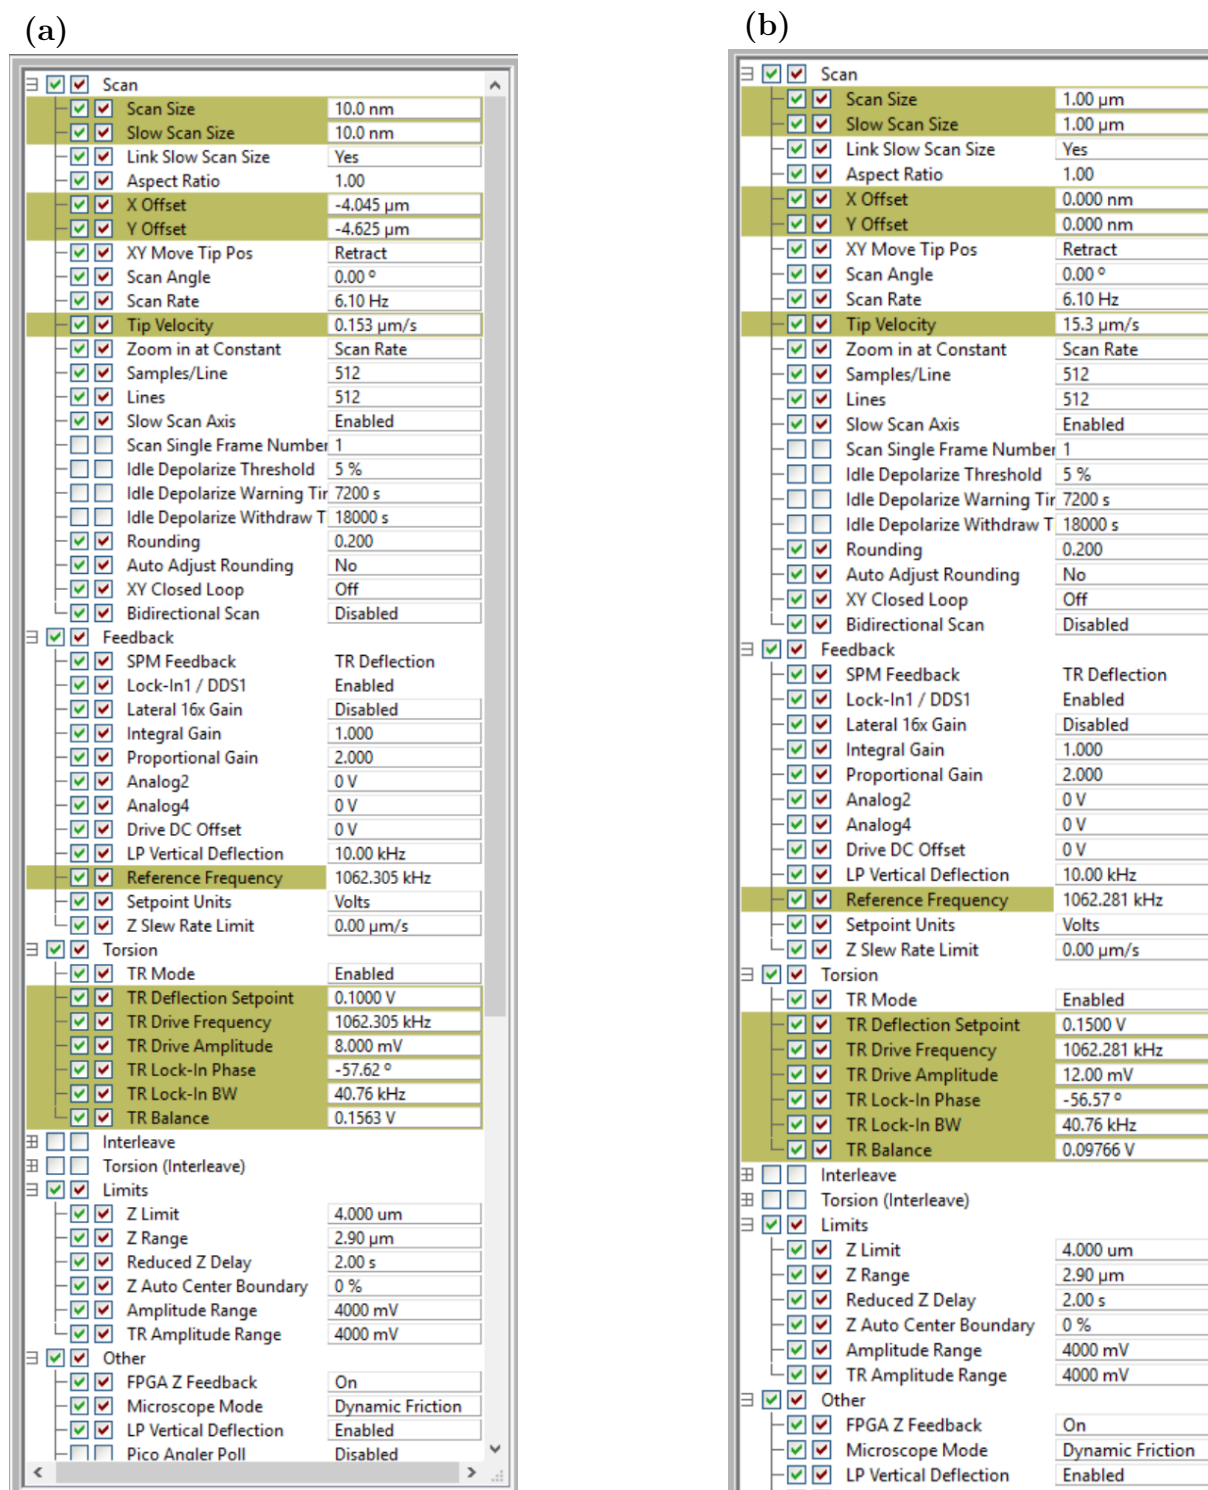 (a)
Scan
Scan Size 10.0 nm
Slow Scan Size 10.0 nm
Link Slow Scan Size Yes
Aspect Ratio 1.00
X Offset -4.045 µm
Y Offset -4.625 µm
XY Move Tip Pos Retract
Scan Angle 0.00 º
Scan Rate 6.10 Hz
Tip Velocity 0.153 µm/s
Zoom in at Constant Scan Rate
Samples/Line 512
Lines 512
Slow Scan Axis Enabled
Scan Single Frame Number 1
Idle Depolarize Threshold 5 %
Idle Depolarize Warning Tir 7200 s
Idle Depolarize Withdraw T 18000 s
Rounding 0.200
Auto Adjust Rounding No
XY Closed Loop Off
Bidirectional Scan Disabled
Feedback
SPM Feedback TR Deflection
Lock-In1 / DDS1 Enabled
Lateral 16x Gain Disabled
Integral Gain 1.000
Proportional Gain 2.000
Analog2 0 V
Analog4 0 V
Drive DC Offset 0 V
LP Vertical Deflection 10.00 kHz
Reference Frequency 1062.305 kHz
Setpoint Units Volts
Z Slew Rate Limit 0.00 µm/s
Torsion
TR Mode Enabled
TR Deflection Setpoint 0.1000 V
TR Drive Frequency 1062.305 kHz
TR Drive Amplitude 8.000 mV
TR Lock-In Phase -57.62 º
TR Lock-In BW 40.76 kHz
TR Balance 0.1563 V
Interleave
Torsion (Interleave)
Limits
Z Limit 4.000 um
Z Range 2.90 µm
Reduced Z Delay 2.00 s
Z Auto Center Boundary 0 %
Amplitude Range 4000 mV
TR Amplitude Range 4000 mV
Other
FPGA Z Feedback On
Microscope Mode Dynamic Friction
LP Vertical Deflection Enabled
Pico Angler Poll Disabled
(b)
Scan
Scan Size 1.00 µm
Slow Scan Size 1.00 µm
Link Slow Scan Size Yes
Aspect Ratio 1.00
X Offset 0.000 nm
Y Offset 0.000 nm
XY Move Tip Pos Retract
Scan Angle 0.00 º
Scan Rate 6.10 Hz
Tip Velocity 15.3 µm/s
Zoom in at Constant Scan Rate
Samples/Line 512
Lines 512
Slow Scan Axis Enabled
Scan Single Frame Number 1
Idle Depolarize Threshold 5 %
Idle Depolarize Warning Tir 7200 s
Idle Depolarize Withdraw T 18000 s
Rounding 0.200
Auto Adjust Rounding No
XY Closed Loop Off
Bidirectional Scan Disabled
Feedback
SPM Feedback TR Deflection
Lock-In1 / DDS1 Enabled
Lateral 16x Gain Disabled
Integral Gain 1.000
Proportional Gain 2.000
Analog2 0 V
Analog4 0 V
Drive DC Offset 0 V
LP Vertical Deflection 10.00 kHz
Reference Frequency 1062.281 kHz
Setpoint Units Volts
Z Slew Rate Limit 0.00 µm/s
Torsion
TR Mode Enabled
TR Deflection Setpoint 0.1500 V
TR Drive Frequency 1062.281 kHz
TR Drive Amplitude 12.00 mV
TR Lock-In Phase -56.57 º
TR Lock-In BW 40.76 kHz
TR Balance 0.09766 V
Interleave
Torsion (Interleave)
Limits
Z Limit 4.000 um
Z Range 2.90 µm
Reduced Z Delay 2.00 s
Z Auto Center Boundary 0 %
Amplitude Range 4000 mV
TR Amplitude Range 4000 mV
Other
FPGA Z Feedback On
Microscope Mode Dynamic Friction
LP Vertical Deflection Enabled